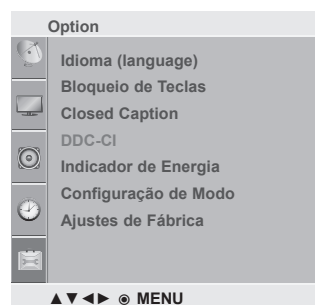 Option
Idioma (language)
Bloqueio de Teclas
Closed Caption
DDC-CI
Indicador de Energia
Configuração de Modo
Ajustes de Fábrica
▲▼◄► ◉ MENU